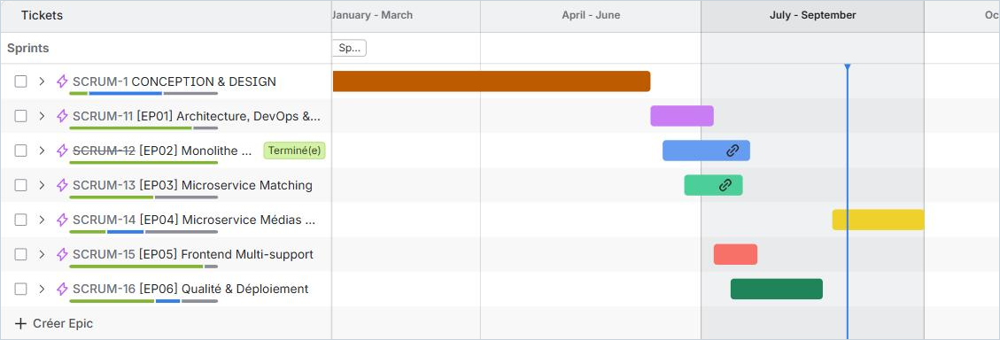 Tickets January - March April - June July - September Oc
Sprints Sp...
SCRUM-1 CONCEPTION & DESIGN
SCRUM-11 [EP01] Architecture, DevOps &...
SCRUM-12 [EP02] Monolithe ... Terminé(e)
SCRUM-13 [EP03] Microservice Matching
SCRUM-14 [EP04] Microservice Médias ...
SCRUM-15 [EP05] Frontend Multi-support
SCRUM-16 [EP06] Qualité & Déploiement
Créer Epic